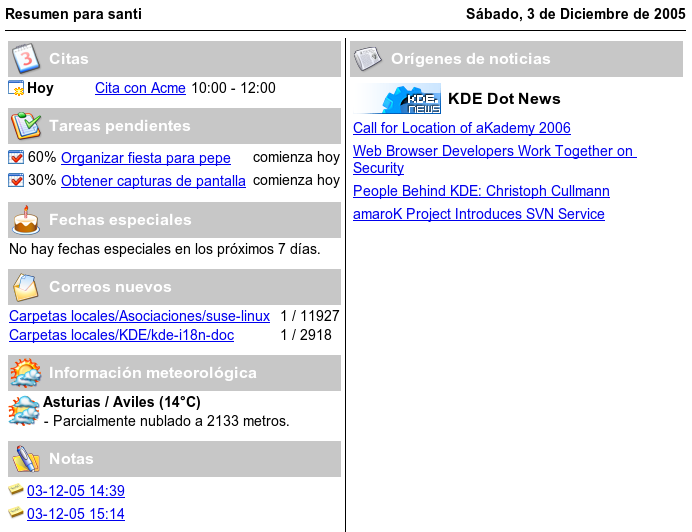 Resumen para santi
Sábado, 3 de Diciembre de 2005
Citas
Hoy Cita con Acme 10:00 - 12:00
Tareas pendientes
60% Organizar fiesta para pepe comienza hoy
30% Obtener capturas de pantalla comienza hoy
Fechas especiales
No hay fechas especiales en los próximos 7 días.
Correos nuevos
Carpetas locales/Asociaciones/suse-linux 1 / 11927
Carpetas locales/KDE/kde-i18n-doc 1 / 2918
Información meteorológica
Asturias / Aviles (14°C)
- Parcialmente nublado a 2133 metros.
Notas
03-12-05 14:39
03-12-05 15:14
Orígenes de noticias
KDE. NEWS
KDE Dot News
Call for Location of aKademy 2006
Web Browser Developers Work Together on
Security
People Behind KDE: Christoph Cullmann
amaroK Project Introduces SVN Service